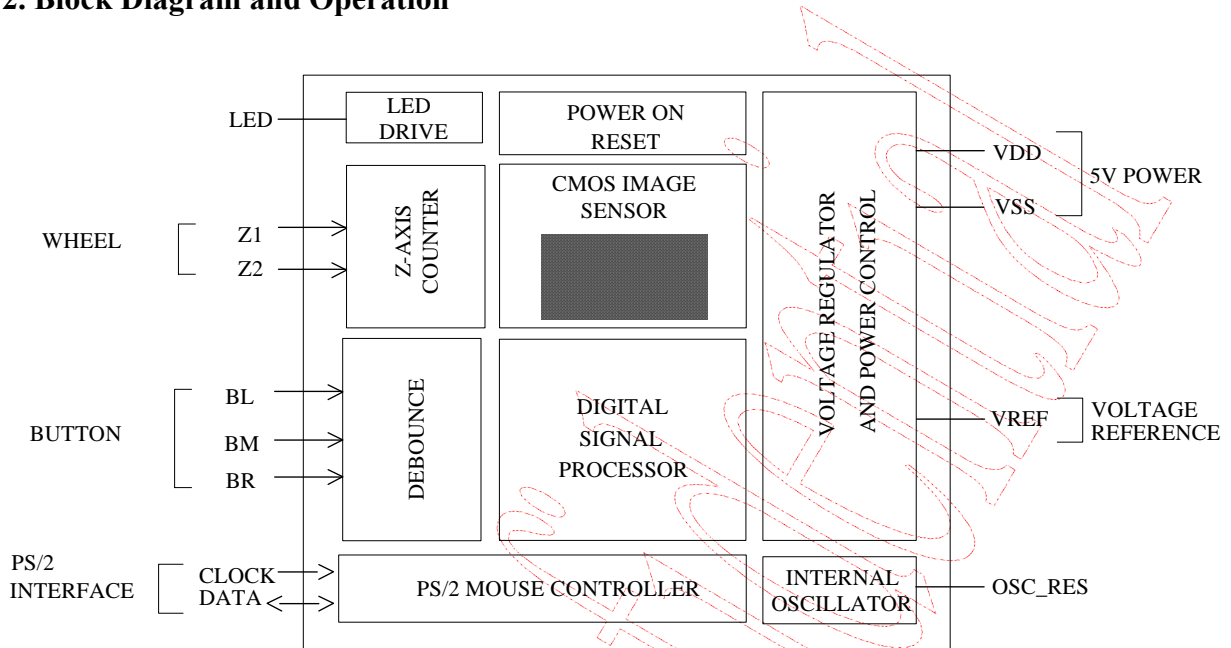 2. Block Diagram and Operation
LED
LED
DRIVE
POWER ON
RESET
VDD
5V POWER
VSS
WHEEL
Z1
Z2
Z-AXIS
COUNTER
CMOS IMAGE
SENSOR
VOLTAGE REGULATOR
AND POWER CONTROL
BUTTON
BL
BM
BR
DEBOUNCE
DIGITAL
SIGNAL
PROCESSOR
VREF
VOLTAGE
REFERENCE
PS/2
INTERFACE
CLOCK
DATA
PS/2 MOUSE CONTROLLER
INTERNAL
OSCILLATOR
OSC_RES